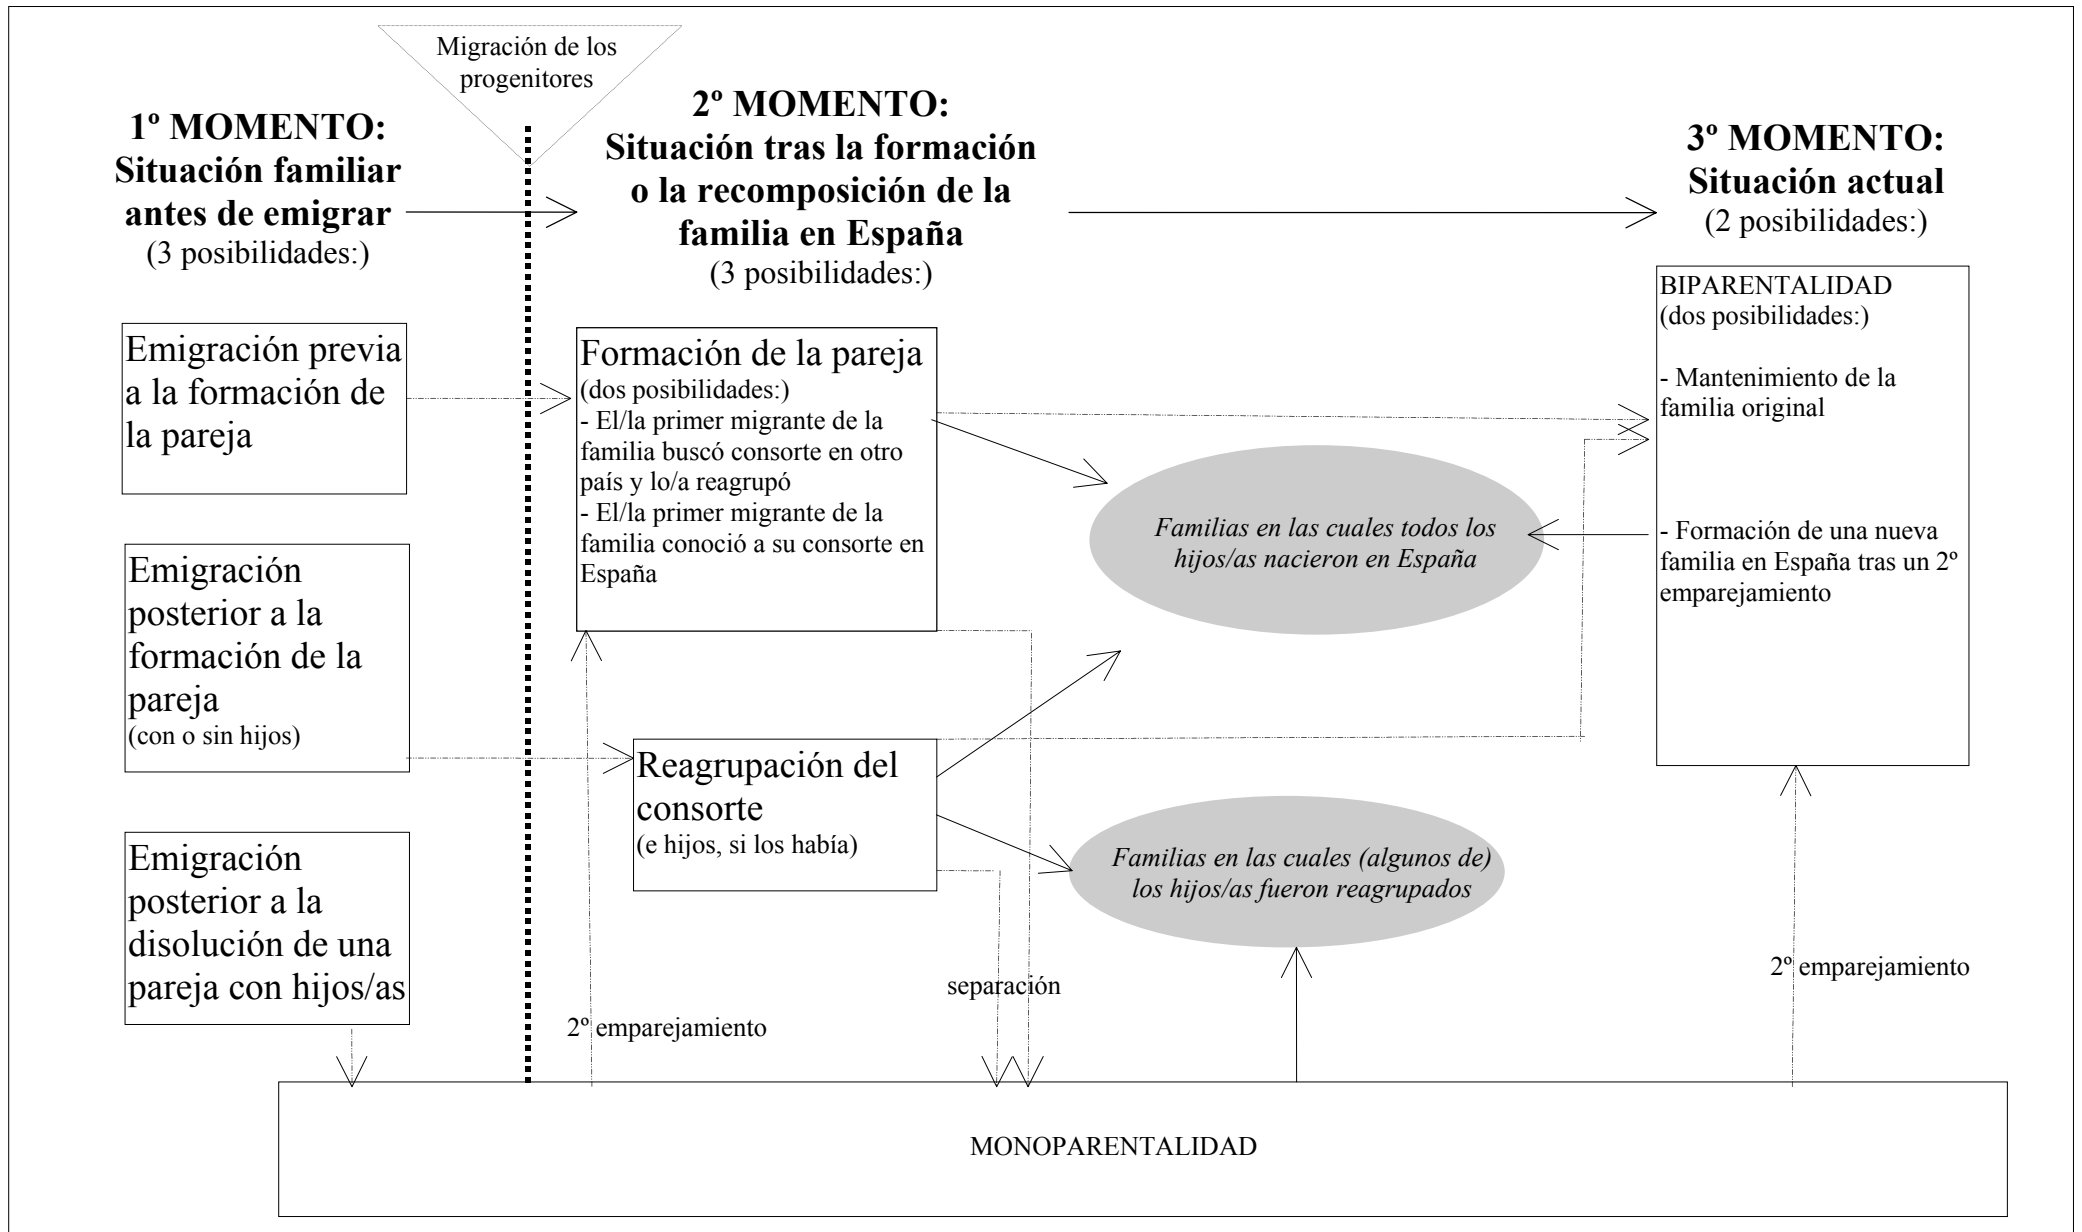 Migración de los
progenitores
1º MOMENTO:
Situación familiar
antes de emigrar
(3 posibilidades:)
2º MOMENTO:
Situación tras la formación
o la recomposición de la
familia en España
(3 posibilidades:)
3º MOMENTO:
Situación actual
(2 posibilidades:)
Emigración previa
a la formación de
la pareja
Emigración
posterior a la
formación de la
pareja
(con o sin hijos)
Emigración
posterior a la
disolución de una
pareja con hijos/as
Formación de la pareja
(dos posibilidades:)
- El/la primer migrante de la
familia buscó consorte en otro
país y lo/a reagrupó
- El/la primer migrante de la
familia conoció a su consorte en
España
Reagrupación del
consorte
(e hijos, si los había)
Familias en las cuales todos los
hijos/as nacieron en España
Familias en las cuales (algunos de)
los hijos/as fueron reagrupados
BIPARENTALIDAD
(dos posibilidades:)
- Mantenimiento de la
familia original
- Formación de una nueva
familia en España tras un 2º
emparejamiento
2º emparejamiento
separación
2º emparejamiento
MONOPARENTALIDAD